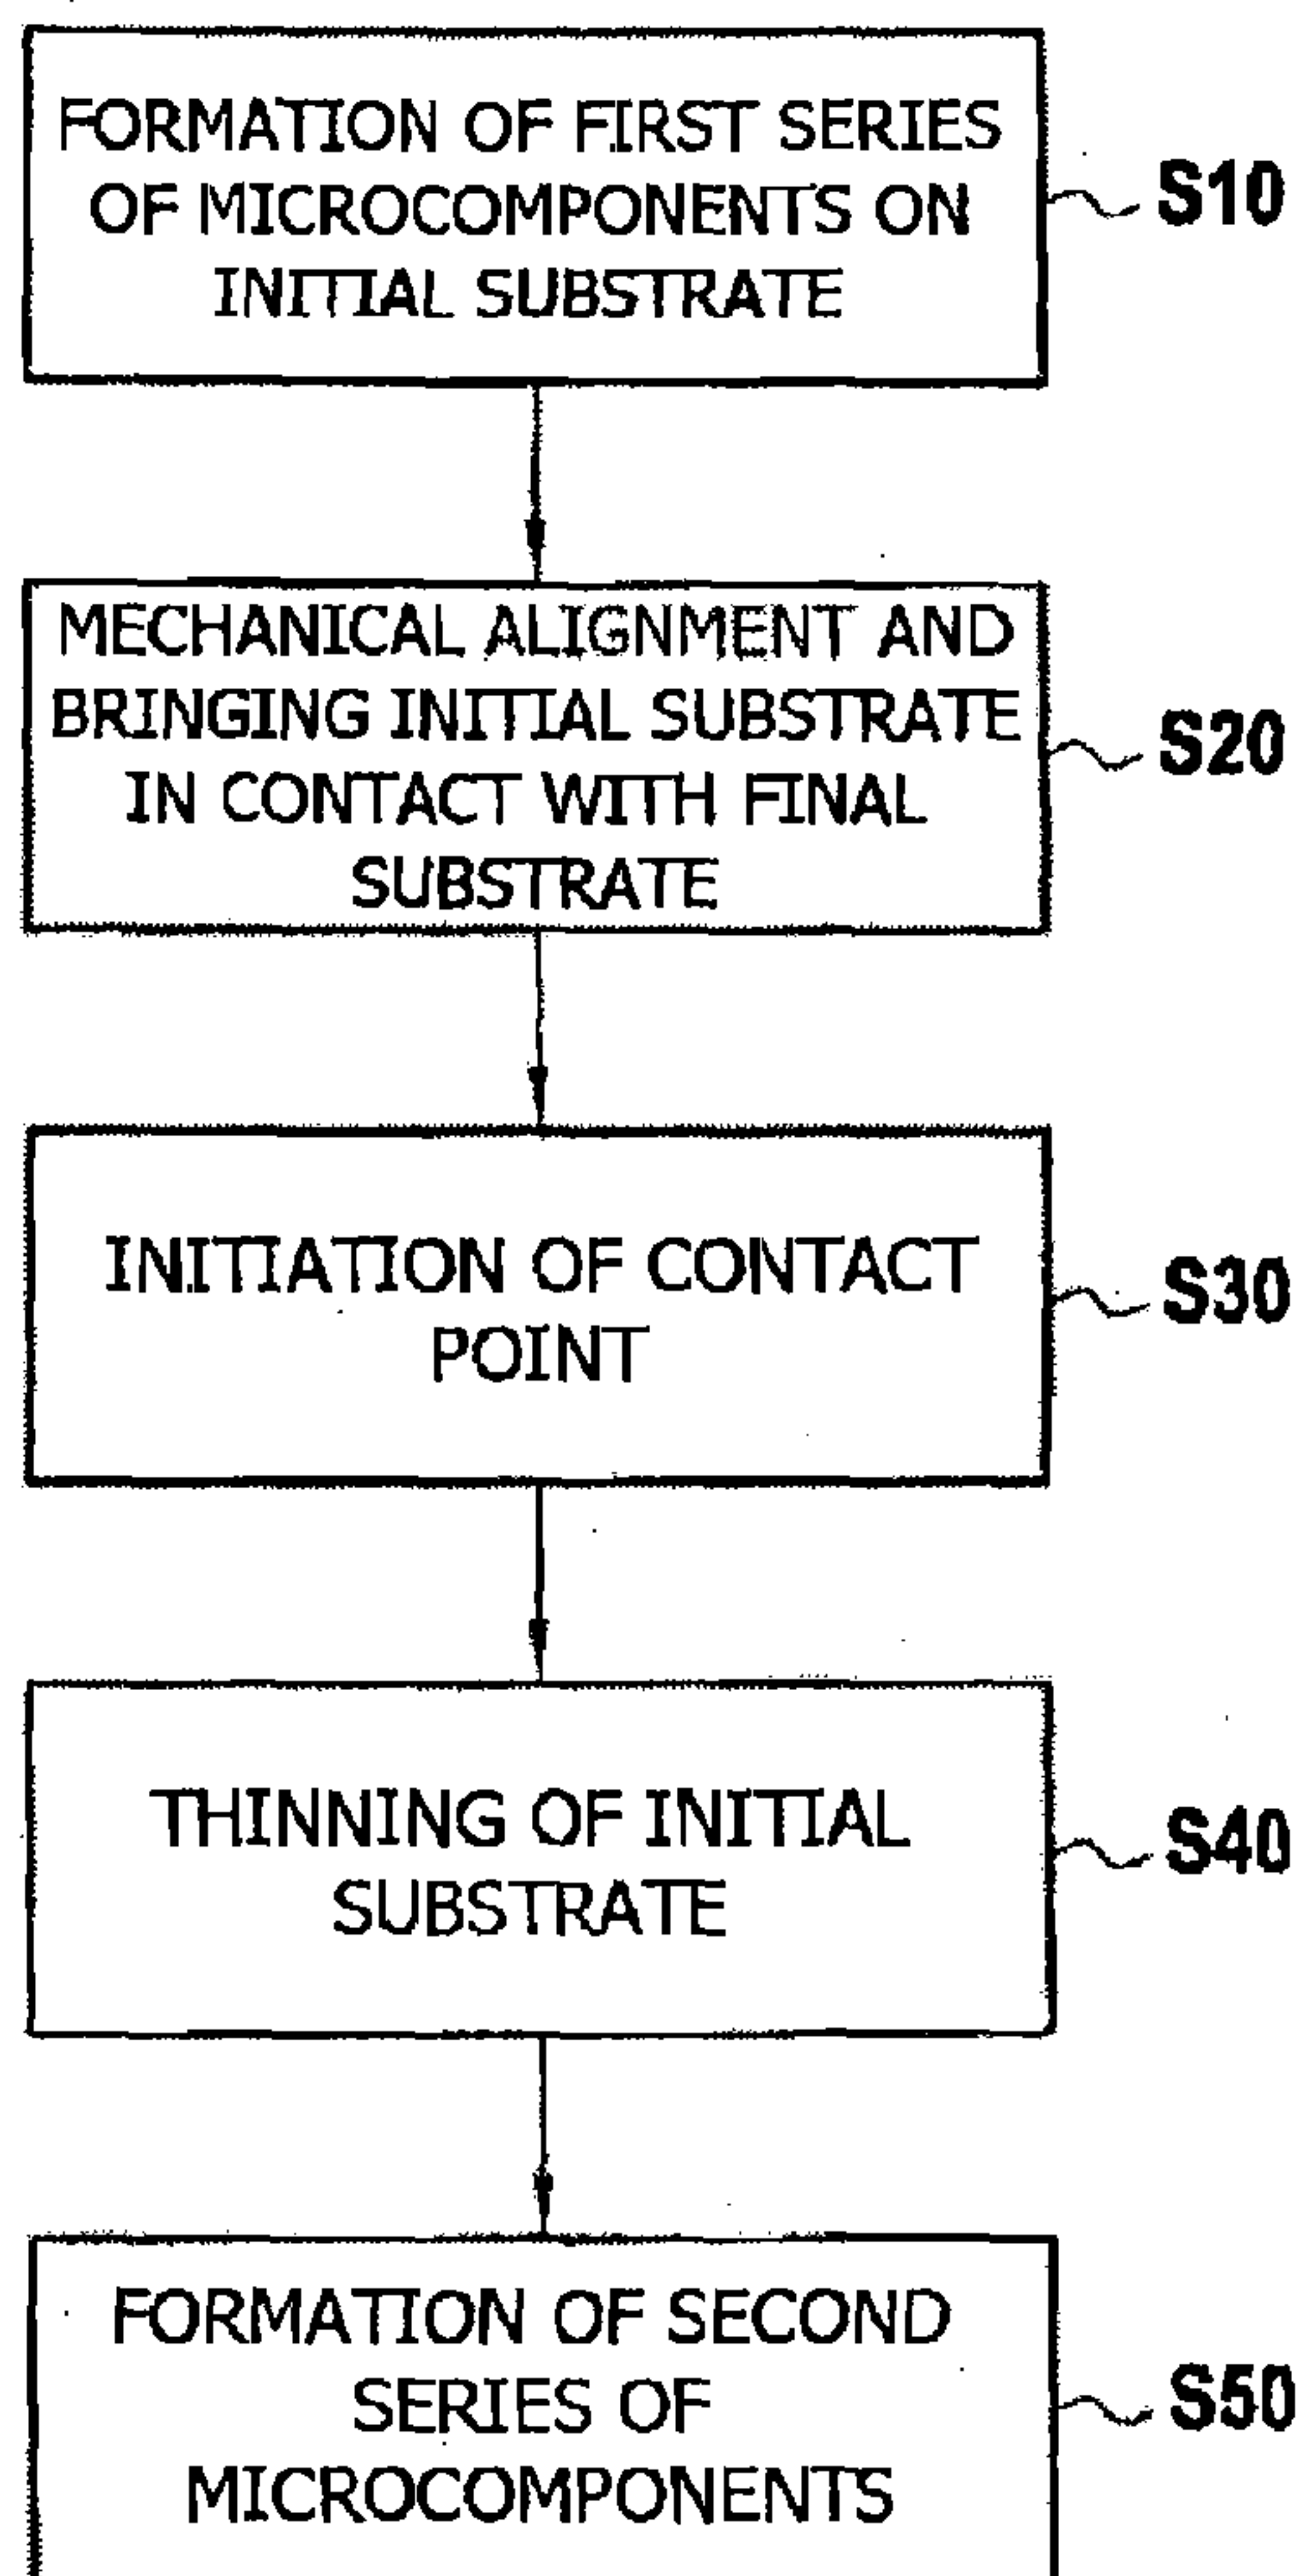 FORMATION OF FIRST SERIES
OF MICROCOMPONENTS ON
INITIAL SUBSTRATE
S10
MECHANICAL ALIGNMENT AND
BRINGING INITIAL SUBSTRATE
IN CONTACT WITH FINAL
SUBSTRATE
S20
INITIATION OF CONTACT
POINT
S30
THINNING OF INITIAL
SUBSTRATE
S40
FORMATION OF SECOND
SERIES OF
MICROCOMPONENTS
S50